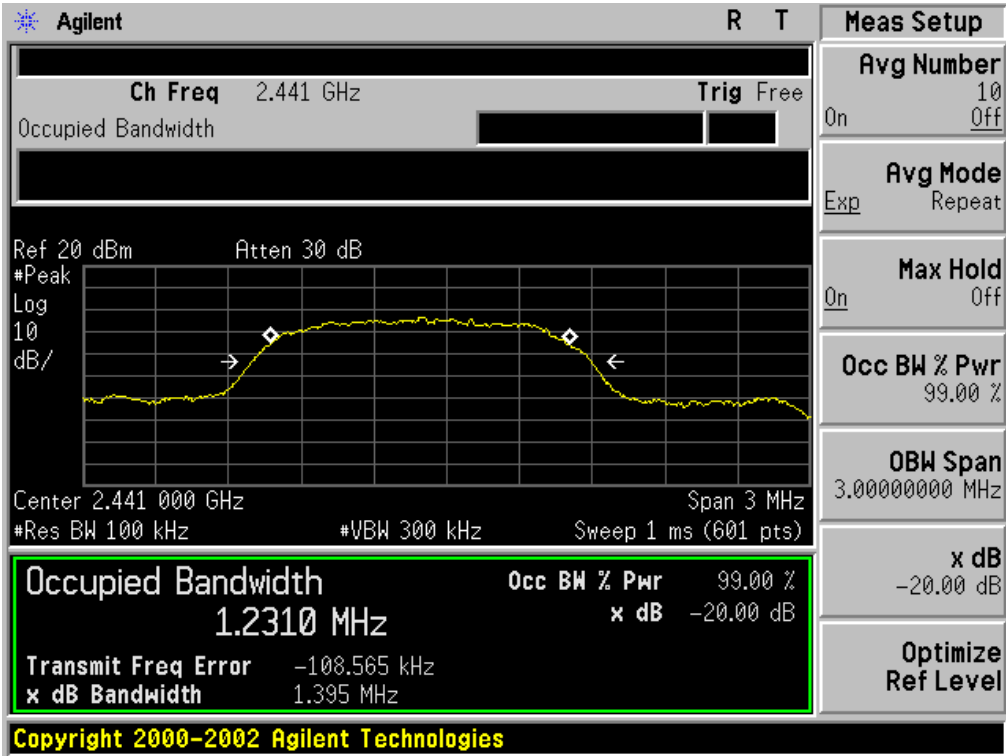 Agilent R T
Ch Freq 2.441 GHz Trig Free
Occupied Bandwidth
Ref 20 dBm Atten 30 dB
#Peak
Log
10
dB/
Center 2.441 000 GHz Span 3 MHz
#Res BW 100 kHz #VBW 300 kHz Sweep 1 ms (601 pts)
Occupied Bandwidth
1.2310 MHz
Occ BW % Pwr 99.00 %
x dB -20.00 dB
Transmit Freq Error -108.565 kHz
x dB Bandwidth 1.395 MHz
Copyright 2000-2002 Agilent Technologies
Meas Setup
Avg Number
10
On Off
Avg Mode
Exp Repeat
Max Hold
On Off
Occ BW % Pwr
99.00 %
OBW Span
3.00000000 MHz
x dB
-20.00 dB
Optimize
Ref Level